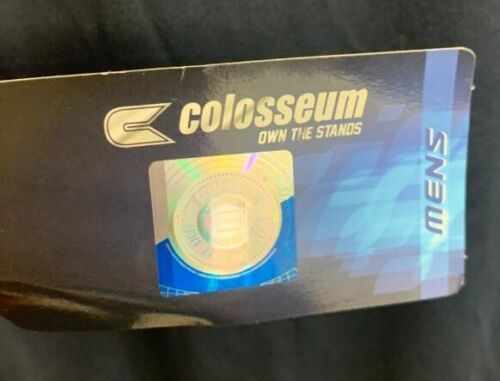 colosseum
OWN THE STANDS
MENS